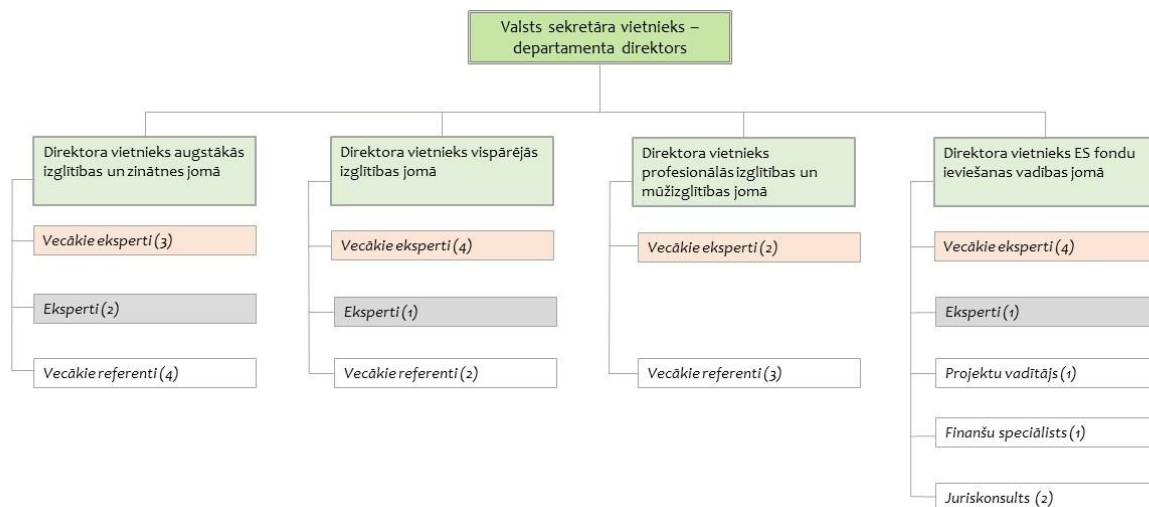 Valsts sekretāra vietnieks –
departamenta direktors
Direktora vietnieks augstākās
izglītības un zinātnes jomā
Vecākie eksperti (3)
Eksperti (2)
Vecākie referenti (4)
Direktora vietnieks vispārējās
izglītības jomā
Vecākie eksperti (4)
Eksperti (1)
Vecākie referenti (2)
Direktora vietnieks
profesionālās izglītības un
mūžizglītības jomā
Vecākie eksperti (2)
Vecākie referenti (3)
Direktora vietnieks ES fondu
ieviešanas vadības jomā
Vecākie eksperti (4)
Eksperti (1)
Projektu vadītājs (1)
Finanšu speciālists (1)
Juriskonsults (2)